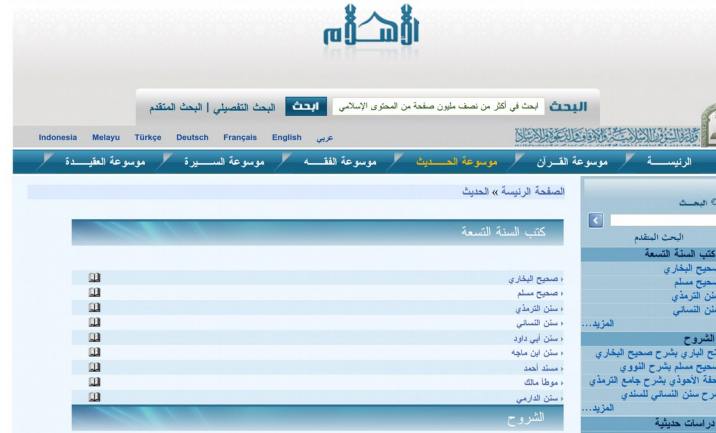 الإسلام
البحث
ابحث في أكثر من نصف مليون صفحة من المحتوى الإسلامي
ابحث
البحث التفصيلي | البحث المتقدم
عربي English Français Deutsch Türkçe Melayu Indonesia
الرئيسة
موسوعة القرآن
موسوعة الحديث
موسوعة الفقه
موسوعة السيرة
موسوعة العقيدة
الصفحة الرئيسة » الحديث
كتب السنة التسعة
صحيح البخاري
صحيح مسلم
سنن الترمذي
سنن النسائي
سنن أبي داود
سنن ابن ماجه
مسند أحمد
موطأ مالك
سنن الدارمي
الشروح
البحث
البحث المتقدم
كتب السنة التسعة
صحيح البخاري
صحيح مسلم
سنن الترمذي
سنن النسائي
المزيد...
الشروح
فتح الباري بشرح صحيح البخاري
صحيح مسلم بشرح النووي
تحفة الأحوذي بشرح جامع الترمذي
شرح سنن النسائي للسندي
المزيد...
دراسات حديثية